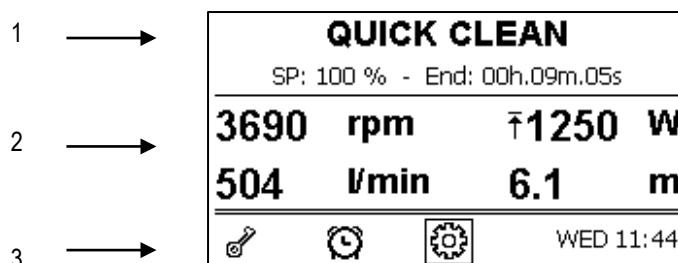 1
QUICK CLEAN
SP: 100 % - End: 00h.09m.05s
2
3690 rpm 1250 W
504 l/min 6.1 m
3
WED 11:44